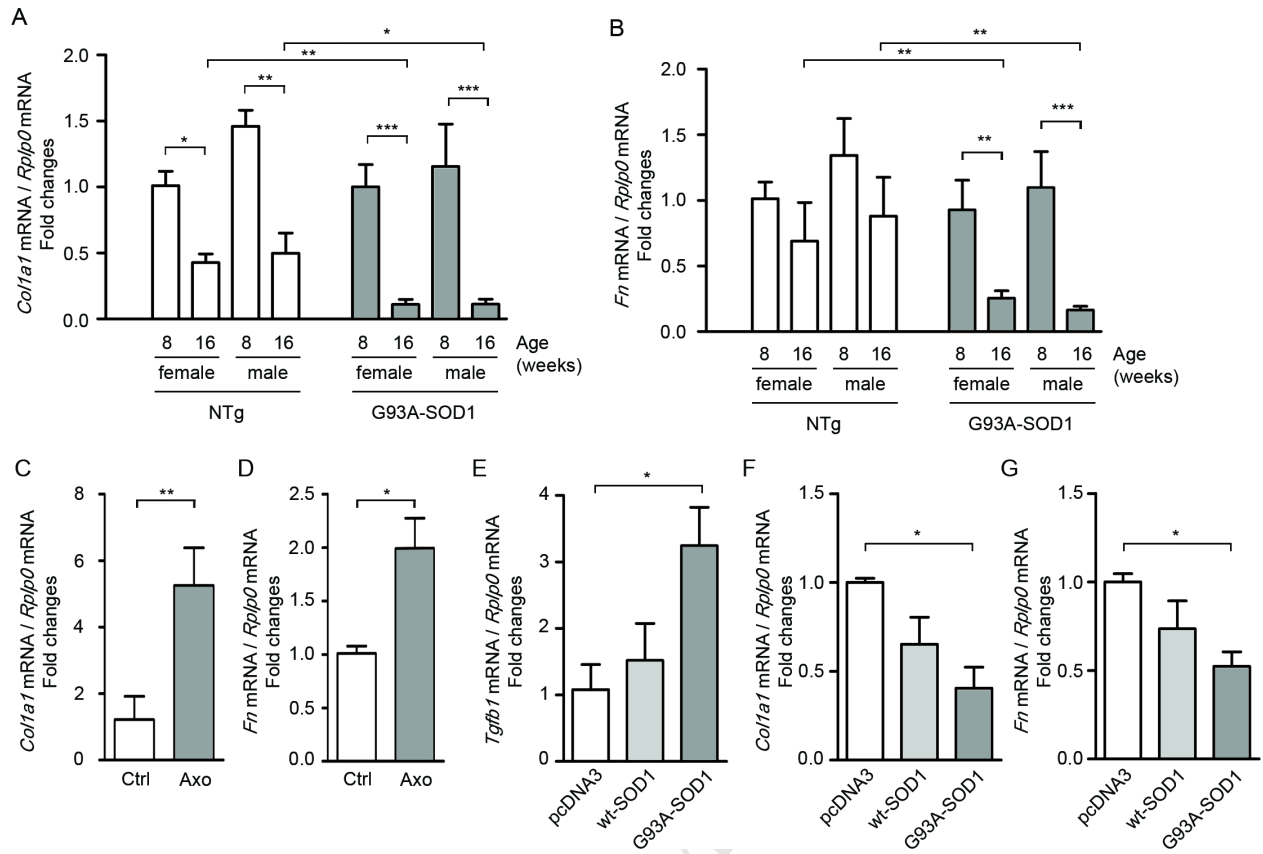 A
Col1a1 mRNA / Rplp0 mRNA
Fold changes
2.0
1.5
1.0
0.5
0.0
*
**
**
*
***
***
8 16 8 16 8 16 8 16 Age
(weeks)
female male female male
NTg G93A-SOD1
B
Fn mRNA / Rplp0 mRNA
Fold changes
2.0
1.5
1.0
0.5
0.0
**
**
**
***
8 16 8 16 8 16 8 16 Age
(weeks)
female male female male
NTg G93A-SOD1
C
Col1a1 mRNA / Rplp0 mRNA
Fold changes
8
6
4
2
0
**
Ctrl Axo
D
Fn mRNA / Rplp0 mRNA
Fold changes
2.5
2.0
1.5
1.0
0.5
0.0
*
Ctrl Axo
E
Tgfb1 mRNA / Rplp0 mRNA
Fold changes
4
3
2
1
0
*
pcDNA3
wt-SOD1
G93A-SOD1
F
Col1a1 mRNA / Rplp0 mRNA
Fold changes
1.5
1.0
0.5
0.0
*
pcDNA3
wt-SOD1
G93A-SOD1
G
Fn mRNA / Rplp0 mRNA
Fold changes
1.5
1.0
0.5
0.0
*
pcDNA3
wt-SOD1
G93A-SOD1